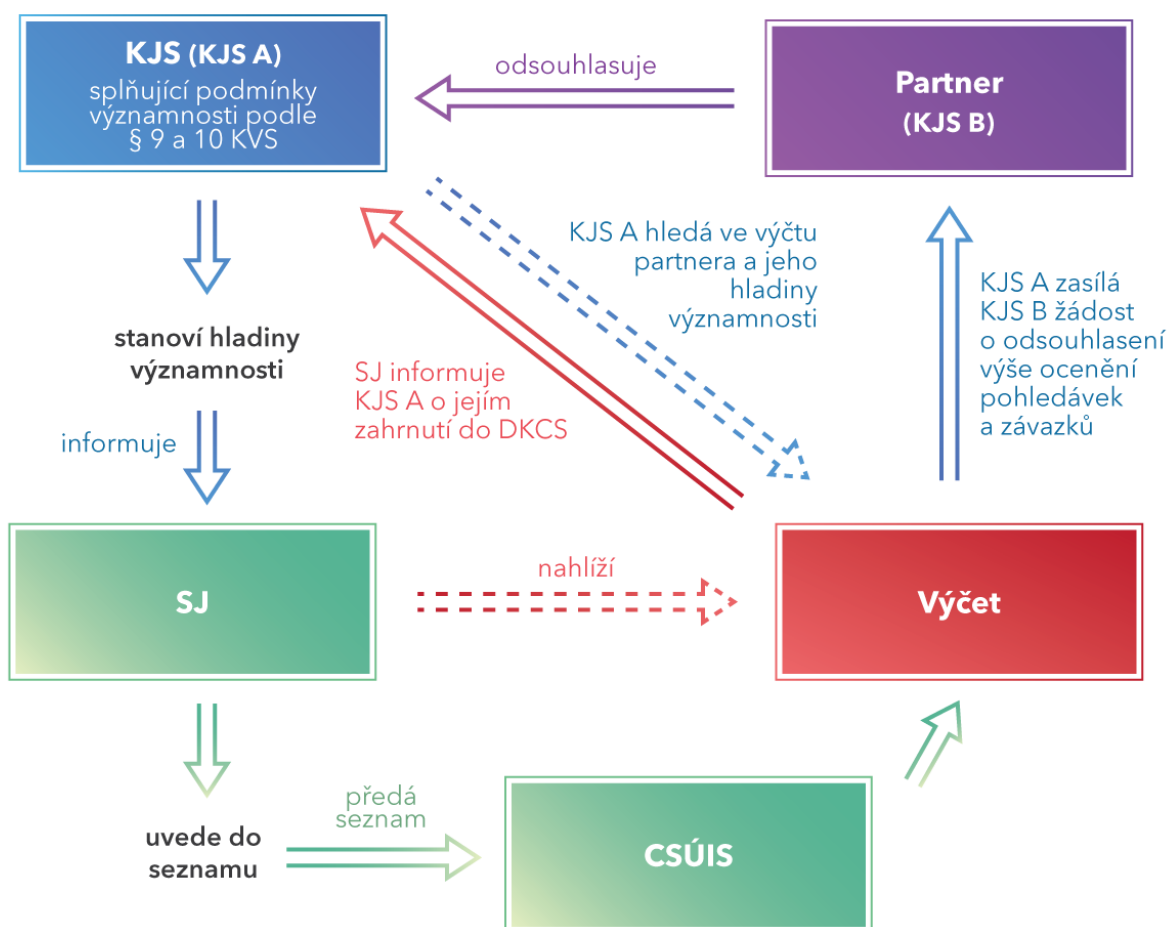 KJS (KJS A)
splňující podmínky
významnosti podle
§ 9 a 10 KVS
odsouhlasuje
Partner
(KJS B)
KJS A hledá ve výčtu
partnera a jeho
hladiny
významnosti
KJS A zasílá
KJS B žádost
o odsouhlasení
výše ocenění
pohledávek
a závazků
stanoví hladiny
významnosti
SJ informuje
KJS A o jejím
zahrnutí do DKCS
informuje
SJ
nahlíží
Výčet
uvede do
seznamu
předá
seznam
CSÚIS